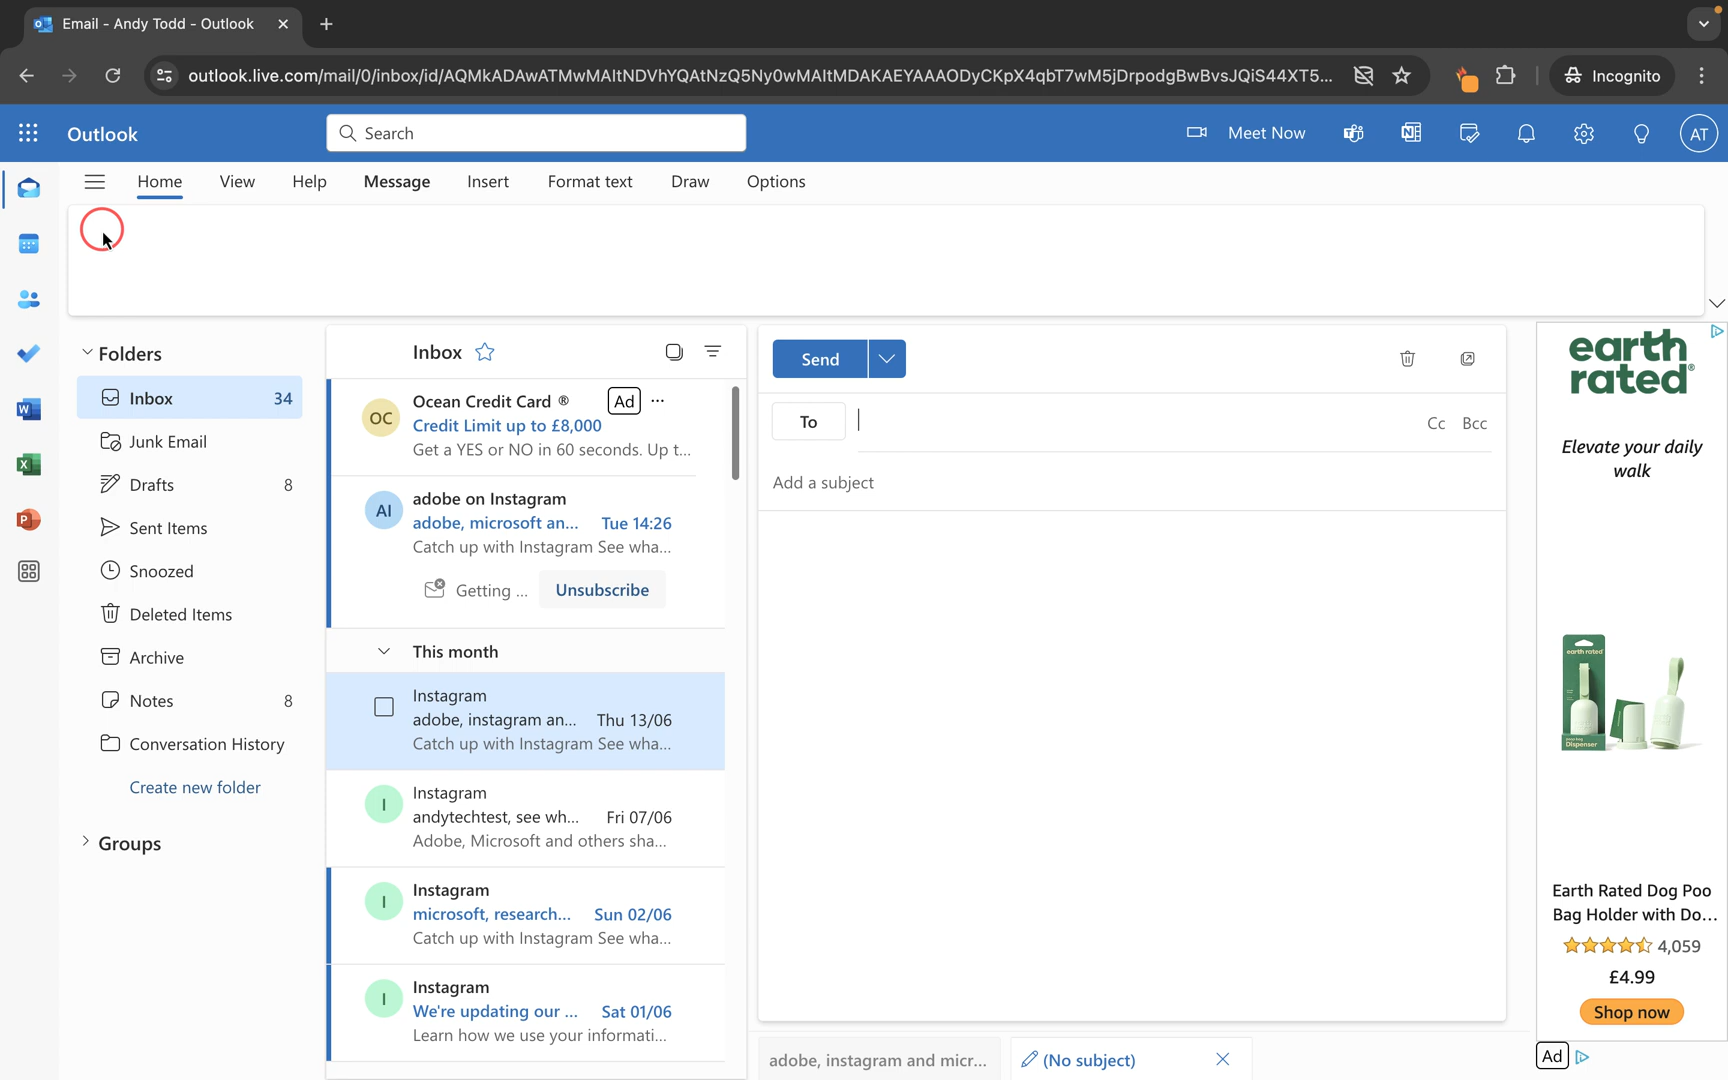 Email - Andy Todd - Outlook
outlook.live.com/mail/0/inbox/id/AQMkADAwATMwMAItNDVhYQAtNzQ5Ny0wMAItMDAKAEYAAAODyCKpX4qbT7wM5jDrpodgBwBvsJQiS44XT5...
Incognito
Outlook
Search
Meet Now
AT
Home
View
Help
Message
Insert
Format text
Draw
Options
Folders
Inbox 34
Junk Email
Drafts 8
Sent Items
Snoozed
Deleted Items
Archive
Notes 8
Conversation History
Create new folder
Groups
Inbox
OC
Ocean Credit Card ® Ad ...
Credit Limit up to £8,000
Get a YES or NO in 60 seconds. Up t...
AI
adobe on Instagram
adobe, microsoft an... Tue 14:26
Catch up with Instagram See wha...
Getting ... Unsubscribe
This month
Instagram
adobe, instagram an... Thu 13/06
Catch up with Instagram See wha...
I
Instagram
andytechtest, see wh... Fri 07/06
Adobe, Microsoft and others sha...
I
Instagram
microsoft, research... Sun 02/06
Catch up with Instagram See wha...
I
Instagram
We're updating our ... Sat 01/06
Learn how we use your informati...
Send
To
Cc Bcc
Add a subject
adobe, instagram and micr...
(No subject)
earth
rated®
Elevate your daily
walk
earth rated
Dispenser
Earth Rated Dog Poo
Bag Holder with Do...
4,059
£4.99
Shop now
Ad